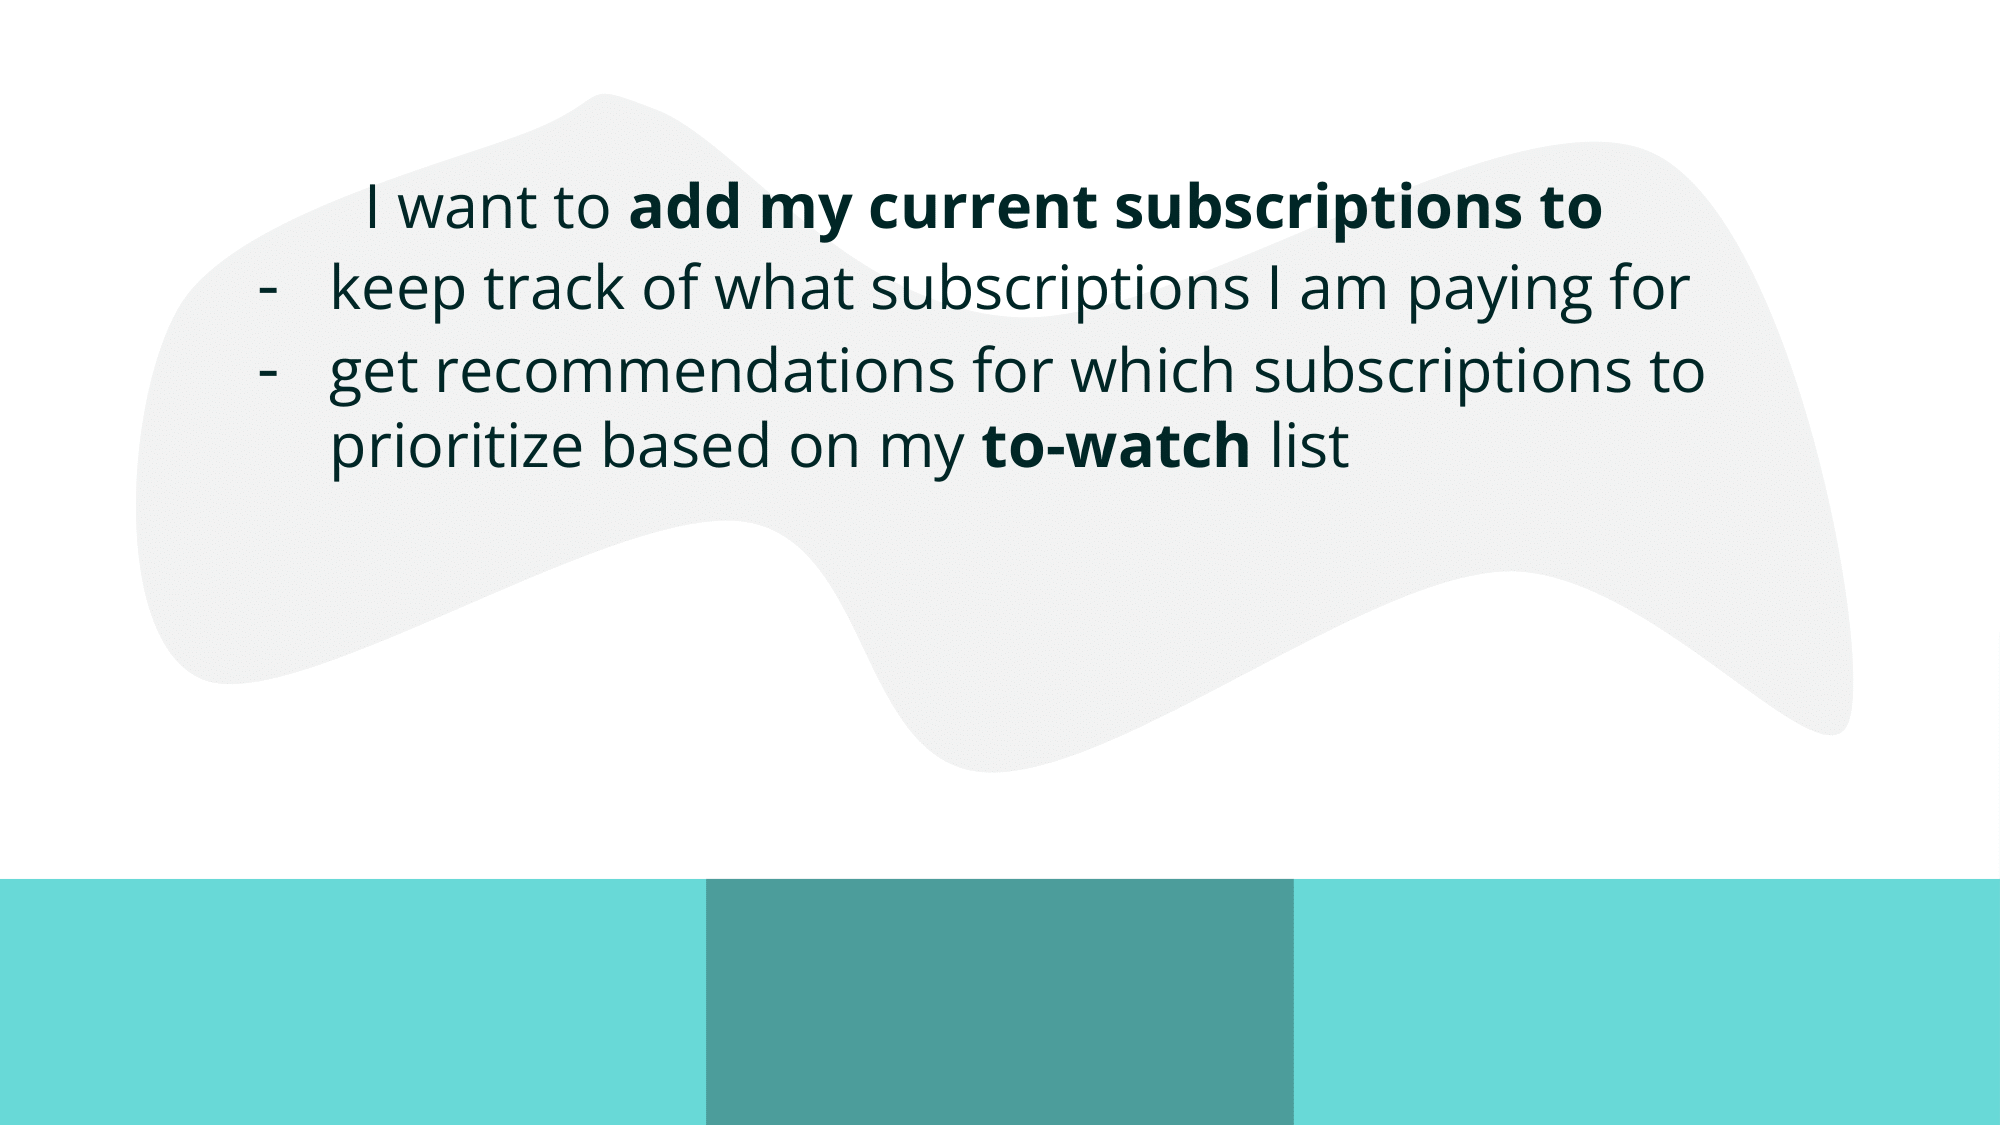 I want to add my current subscriptions to
- keep track of what subscriptions I am paying for
- get recommendations for which subscriptions to
prioritize based on my to-watch list